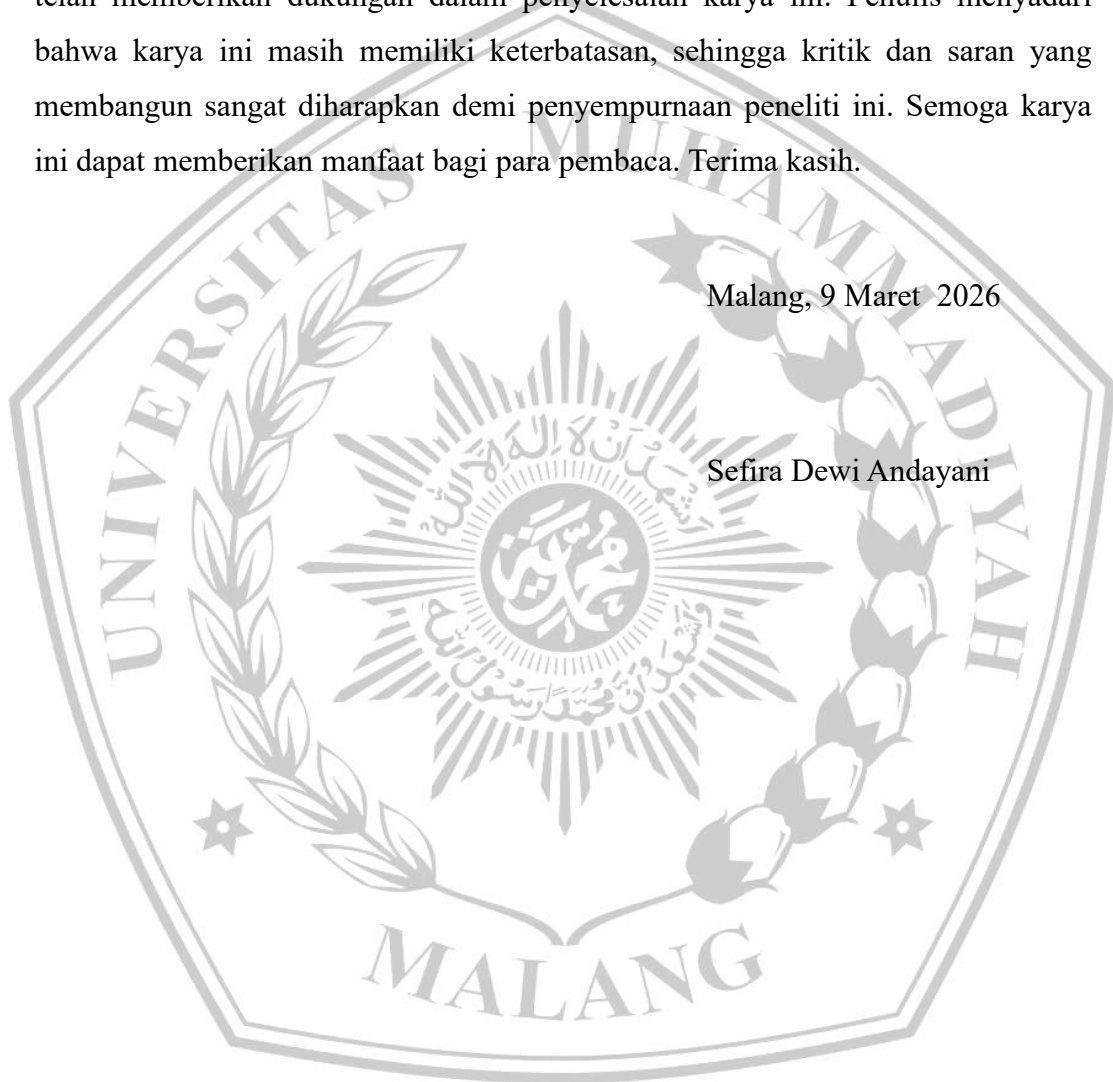 telah memberikan dukungan dalam penyelesaian karya ini. Penulis menyadari
bahwa karya ini masih memiliki keterbatasan, sehingga kritik dan saran yang
membangun sangat diharapkan demi penyempurnaan peneliti ini. Semoga karya
ini dapat memberikan manfaat bagi para pembaca. Terima kasih.
Malang, 9 Maret 2026
Sefira Dewi Andayani
UNIVERSITAS MUHAMMADIYAH
MALANG